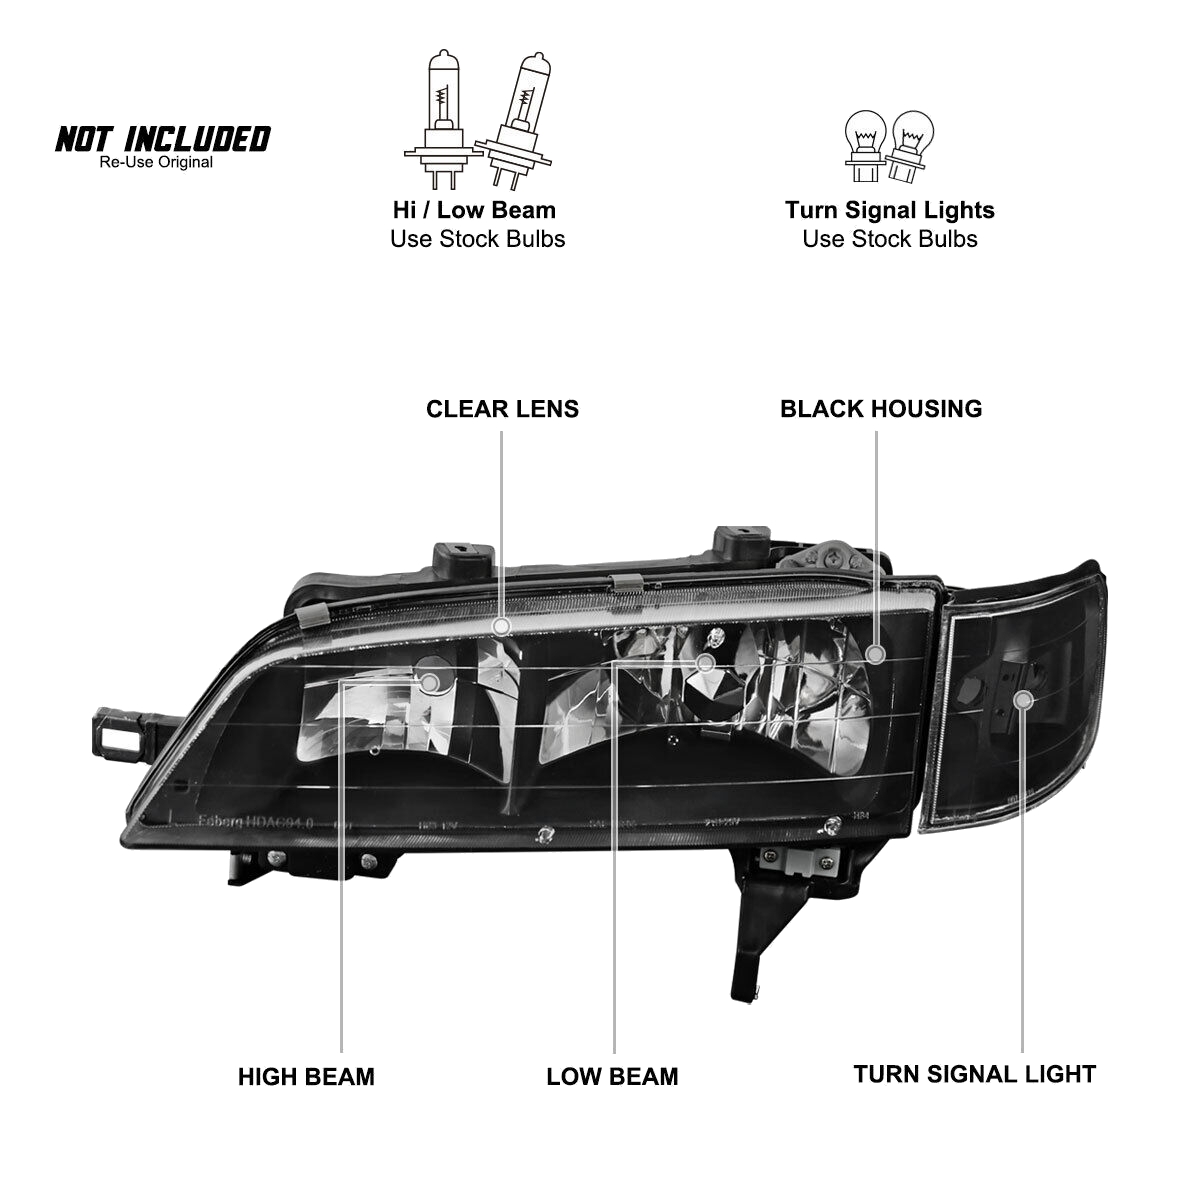 NOT INCLUDED
Re-Use Original
Hi / Low Beam
Use Stock Bulbs
Turn Signal Lights
Use Stock Bulbs
CLEAR LENS
BLACK HOUSING
HB4
HIGH BEAM
LOW BEAM
TURN SIGNAL LIGHT